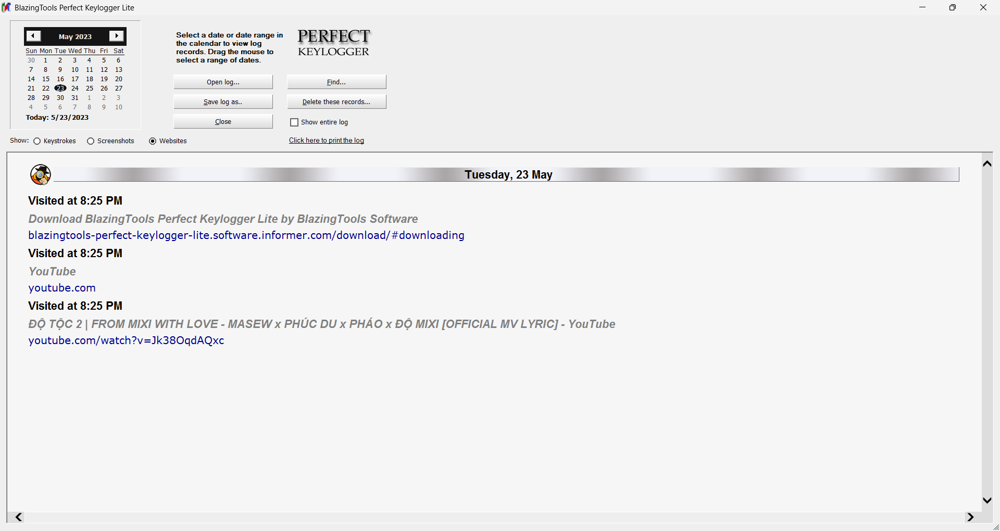 BlazingTools Perfect Keylogger Lite
May 2023
Sun Mon Tue Wed Thu Fri Sat
30 1 2 3 4 5 6
7 8 9 10 11 12 13
14 15 16 17 18 19 20
21 22 23 24 25 26 27
28 29 30 31 1 2 3
4 5 6 7 8 9 10
Today: 5/23/2023
Select a date or date range in
the calendar to view log
records. Drag the mouse to
select a range of dates.
PERFECT
KEYLOGGER
Open log...
Find...
Save log as..
Delete these records...
Close
Show entire log
Show: Keystrokes Screenshots Websites
Click here to print the log
Tuesday, 23 May
Visited at 8:25 PM
Download BlazingTools Perfect Keylogger Lite by BlazingTools Software
blazingtools-perfect-keylogger-lite.software.informer.com/download/#downloading
Visited at 8:25 PM
YouTube
youtube.com
Visited at 8:25 PM
ĐỘ TỘC 2 | FROM MIXI WITH LOVE - MASEW x PHÚC DU x PHÁO x ĐỘ MIXI [OFFICIAL MV LYRIC] - YouTube
youtube.com/watch?v=Jk38OqdAQxc